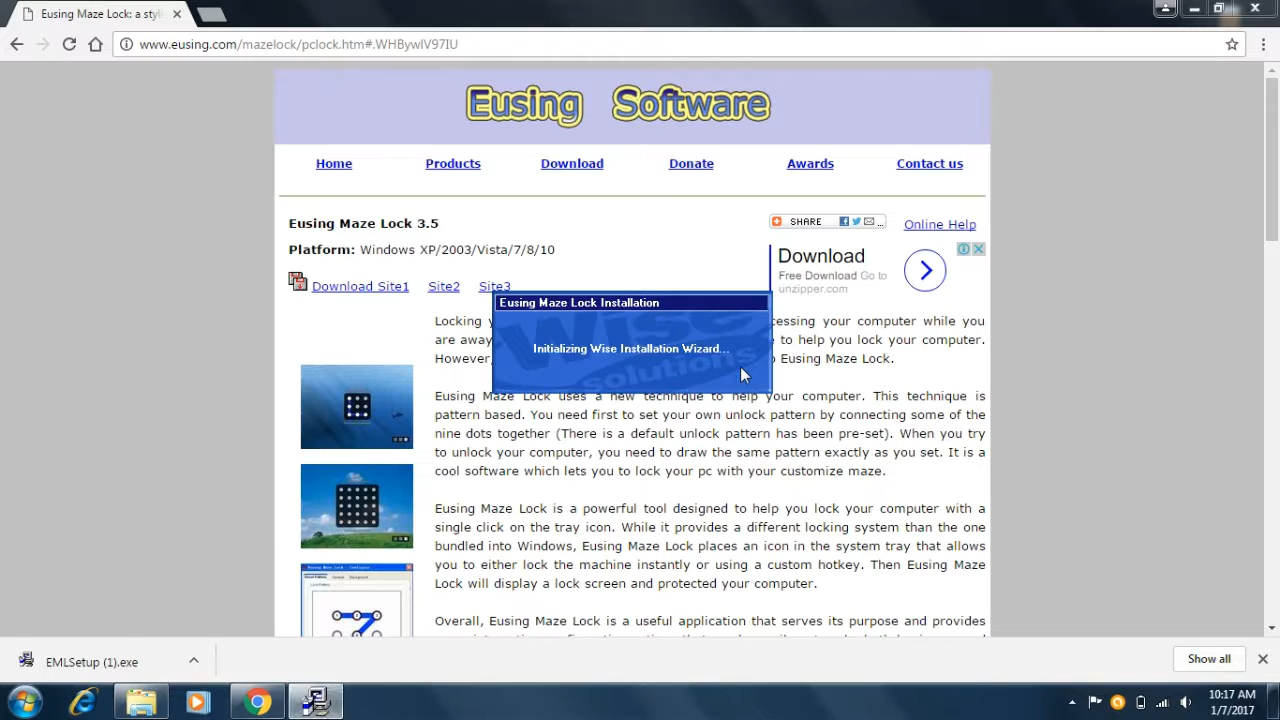 Eusing Maze Lock: a styl
www.eusing.com/mazelock/pclock.htm#.WHBywlV97IU
Eusing Software
Home Products Download Donate Awards Contact us
Eusing Maze Lock 3.5
SHARE
Online Help
Platform: Windows XP/2003/Vista/7/8/10
Download
Free Download Go to
unzipper.com
Download Site1 Site2 Site3
Eusing Maze Lock Installation
Initializing Wise Installation Wizard...
Wise
solutions
Locking y cessing your computer while you
are away e to help you lock your computer.
However, o Eusing Maze Lock.
Eusing Maze Lock uses a new technique to help your computer. This technique is
pattern based. You need first to set your own unlock pattern by connecting some of the
nine dots together (There is a default unlock pattern has been pre-set). When you try
to unlock your computer, you need to draw the same pattern exactly as you set. It is a
cool software which lets you to lock your pc with your customize maze.
Eusing Maze Lock is a powerful tool designed to help you lock your computer with a
single click on the tray icon. While it provides a different locking system than the one
bundled into Windows, Eusing Maze Lock places an icon in the system tray that allows
you to either lock the machine instantly or using a custom hotkey. Then Eusing Maze
Lock will display a lock screen and protected your computer.
Overall, Eusing Maze Lock is a useful application that serves its purpose and provides
EMLSetup (1).exe
Show all
10:17 AM
1/7/2017